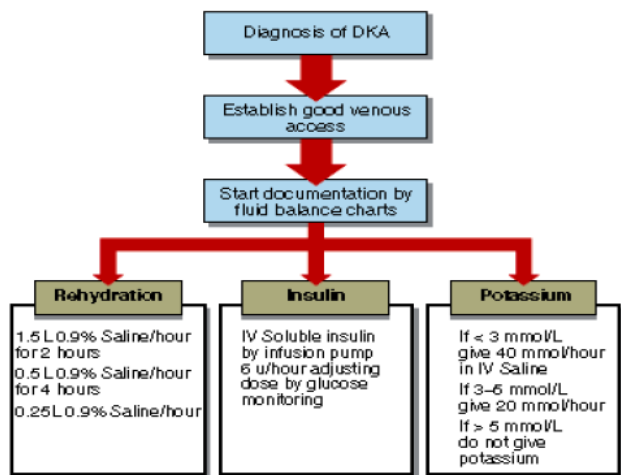 Diagnosis of DKA
Establish good venous
access
Start documentation by
fluid balance charts
Rehydration
1.5 L 0.9% Saline/hour
for 2 hours
0.5 L 0.9% Saline/hour
for 4 hours
0.25 L 0.9% Saline/hour
Insulin
IV Soluble insulin
by infusion pump
6 u/hour adjusting
dose by glucose
monitoring
Potassium
If < 3 mmol/L
give 40 mmol/hour
in IV Saline
If 3–5 mmol/L
give 20 mmol/hour
If > 5 mmol/L
do not give
potassium